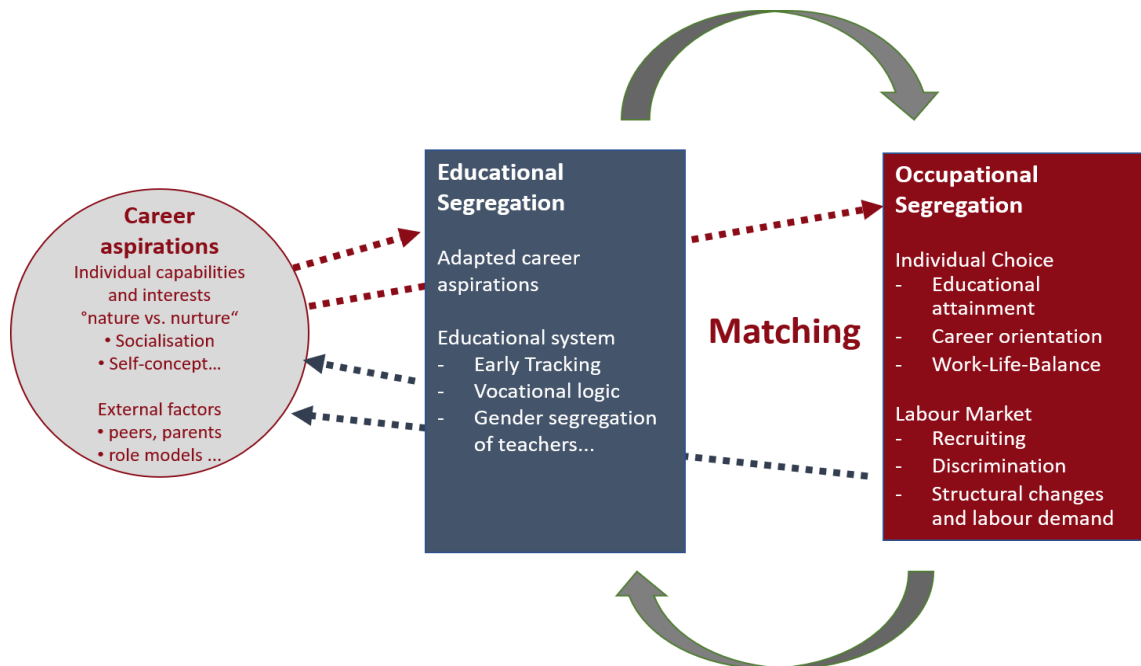 Career
aspirations
Individual capabilities
and interests
°nature vs. nurture“
• Socialisation
• Self-concept...
External factors
• peers, parents
• role models ...
Educational
Segregation
Adapted career
aspirations
Educational system
- Early Tracking
- Vocational logic
- Gender segregation
of teachers...
Matching
Occupational
Segregation
Individual Choice
- Educational
attainment
- Career orientation
- Work-Life-Balance
Labour Market
- Recruiting
- Discrimination
- Structural changes
and labour demand